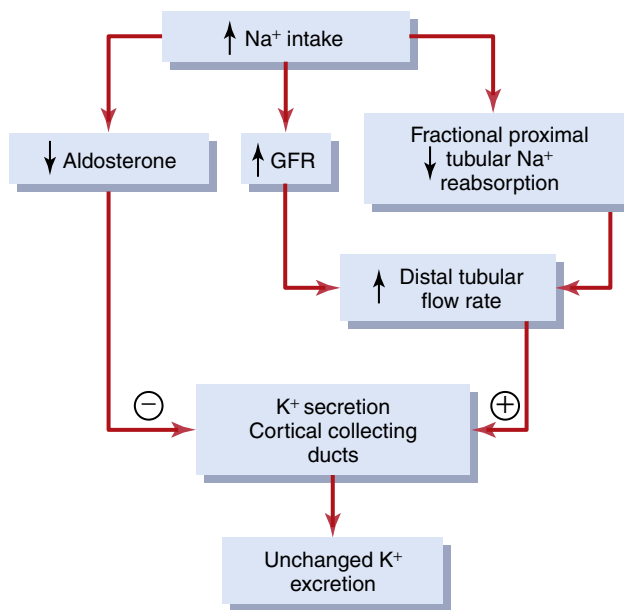 ↑ Na⁺ intake
↓ Aldosterone
↑ GFR
Fractional proximal
↓ tubular Na⁺
reabsorption
↑ Distal tubular
flow rate
−
+
K⁺ secretion
Cortical collecting
ducts
Unchanged K⁺
excretion